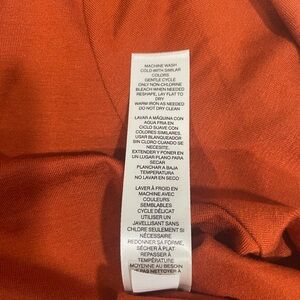 MACHINE WASH
COLD WITH SIMILAR
COLORS
GENTLE CYCLE
ONLY NON-CHLORINE
BLEACH WHEN NEEDED
RESHAPE, LAY FLAT TO
DRY
WARM IRON AS NEEDED
DO NOT DRY CLEAN
LAVAR A MÁQUINA CON
AGUA FRIA EN
CICLO SUAVE CON
COLORES SIMILARES.
USAR BLANQUEADOR
SIN CLORO CUANDO SE
NECESITE.
EXTENDER Y PONER EN
UN LUGAR PLANO PARA
SECAR
PLANCHAR A BAJA
TEMPERATURA
NO LAVAR EN SECO
LAVER À FROID EN
MACHINE AVEC
COULEURS
SEMBLABLES
CYCLE DÉLICAT
UTILISER UN
JAVELLISANT SANS
CHLORE SEULEMENT SI
NÉCESSAIRE
REDONNER SA FORME,
SÉCHER À PLAT
REPASSER À
TEMPÉRATURE
MOYENNE AU BESOIN
PAS NETTOYER À